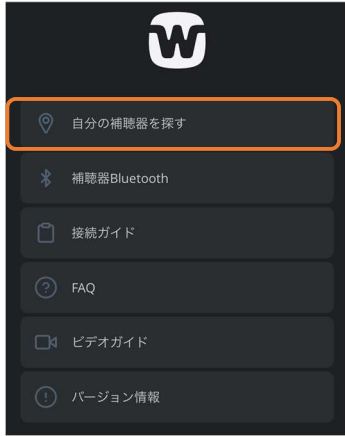 自分の補聴器を探す
補聴器Bluetooth
接続ガイド
FAQ
ビデオガイド
バージョン情報